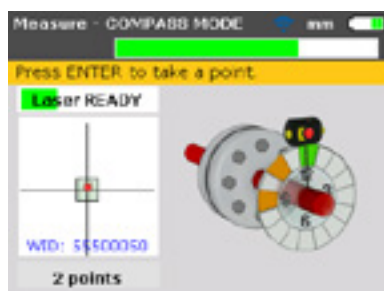 Measure - COMPASS MODE mm
Press ENTER to take a point.
Laser READY
WID: 55500050
2 points